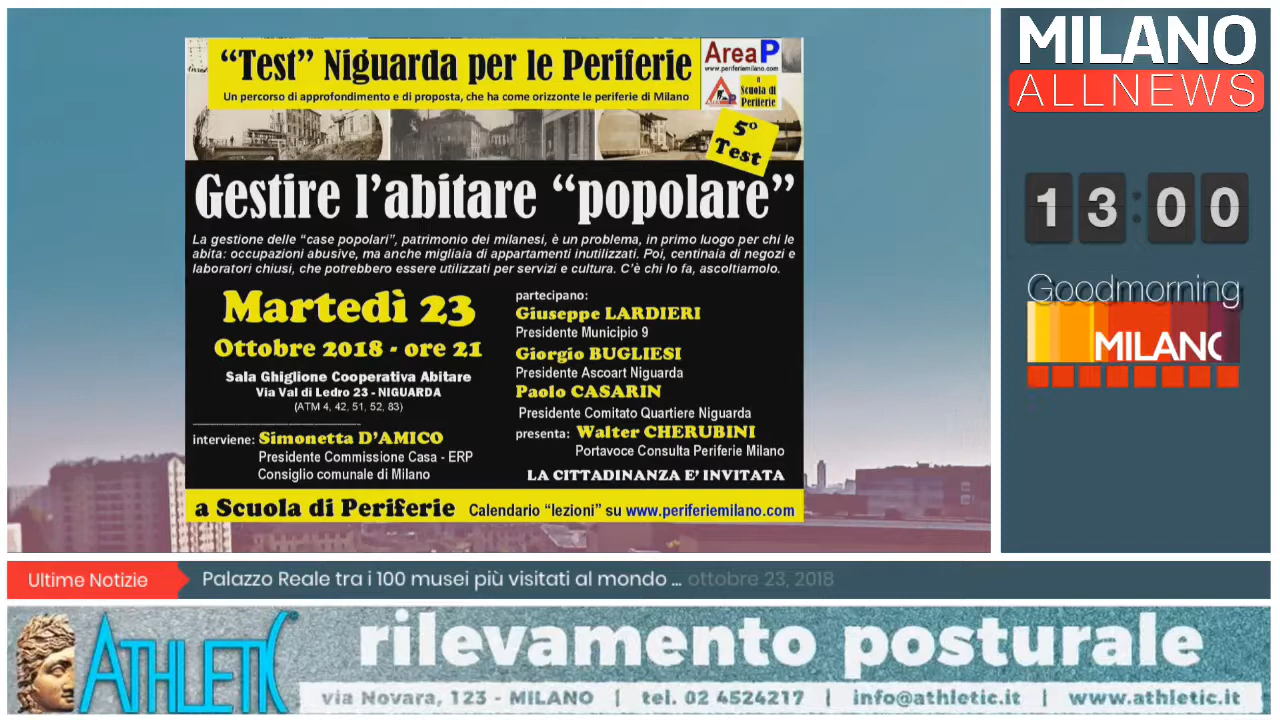 "Test" Niguarda per le Periferie
Un percorso di approfondimento e di proposta, che ha come orizzonte le periferie di Milano
AreaP
www.periferiemilano.com
a
Scuola di
Periferie
5°
Test
Gestire l'abitare "popolare"
La gestione delle "case popolari", patrimonio dei milanesi, è un problema, in primo luogo per chi le
abita: occupazioni abusive, ma anche migliaia di appartamenti inutilizzati. Poi, centinaia di negozi e
laboratori chiusi, che potrebbero essere utilizzati per servizi e cultura. C'è chi lo fa, ascoltiamolo.
Martedì 23
Ottobre 2018 - ore 21
Sala Ghiglione Cooperativa Abitare
Via Val di Ledro 23 - NIGUARDA
(ATM 4, 42, 51, 52, 83)
interviene: Simonetta D'AMICO
Presidente Commissione Casa - ERP
Consiglio comunale di Milano
partecipano:
Giuseppe LARDIERI
Presidente Municipio 9
Giorgio BUGLIESI
Presidente Ascoart Niguarda
Paolo CASARIN
Presidente Comitato Quartiere Niguarda
presenta: Walter CHERUBINI
Portavoce Consulta Periferie Milano
LA CITTADINANZA E' INVITATA
a Scuola di Periferie Calendario "lezioni" su www.periferiemilano.com
MILANO
ALLNEWS
13:00
Goodmorning
MILANO
Ultime Notizie
Palazzo Reale tra i 100 musei più visitati al mondo ... ottobre 23, 2018
ATHLETIC
rilevamento posturale
via Novara, 123 - MILANO | tel. 02 4524217 | info@athletic.it | www.athletic.it